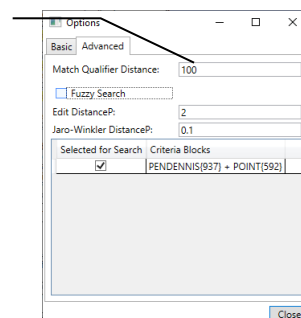 Options
Basic Advanced
Match Qualifier Distance: 100
Fuzzy Search
Edit DistanceP: 2
Jaro-Winkler DistanceP: 0.1
Selected for Search Criteria Blocks
PENDENNIS{937} + POINT{592}
Close